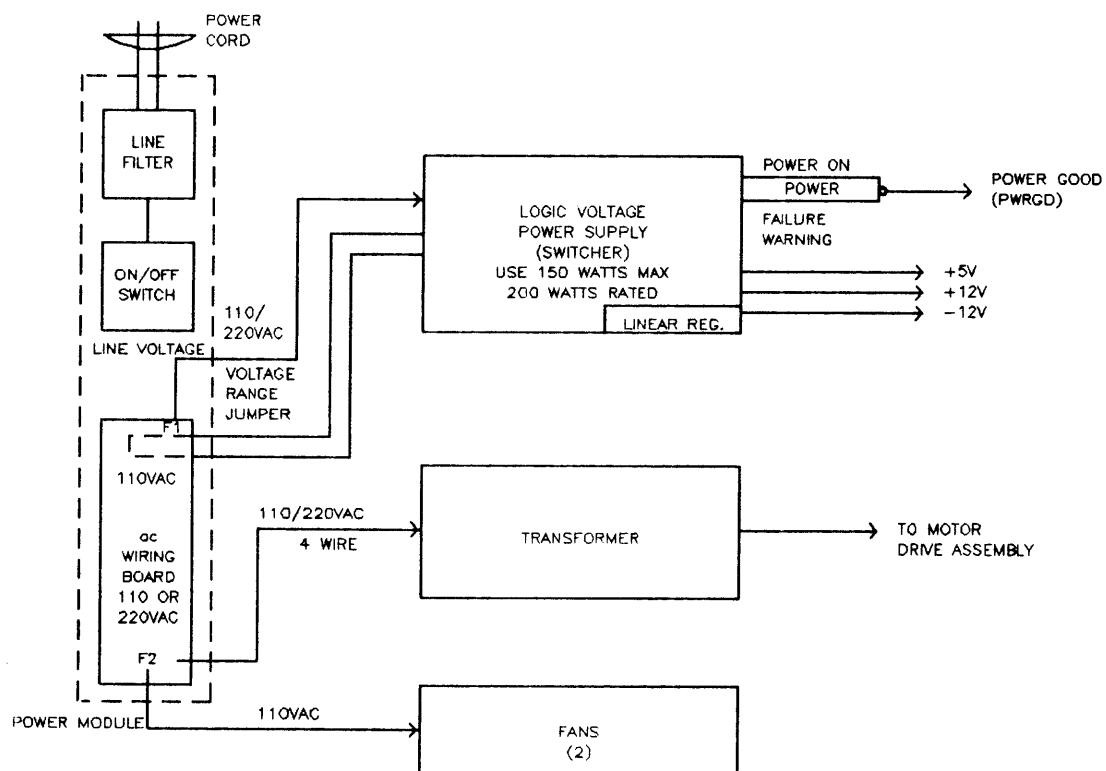 POWER
CORD
LINE
FILTER
ON/OFF
SWITCH
LINE VOLTAGE
110/
220VAC
VOLTAGE
RANGE
JUMPER
LOGIC VOLTAGE
POWER SUPPLY
(SWITCHER)
USE 150 WATTS MAX
200 WATTS RATED
LINEAR REG.
POWER ON
POWER
FAILURE
WARNING
POWER GOOD
(PWRGD)
+5V
+12V
-12V
F1
110VAC
ac
WIRING
BOARD
110 OR
220VAC
F2
POWER MODULE
110/220VAC
4 WIRE
TRANSFORMER
TO MOTOR
DRIVE ASSEMBLY
110VAC
FANS
(2)